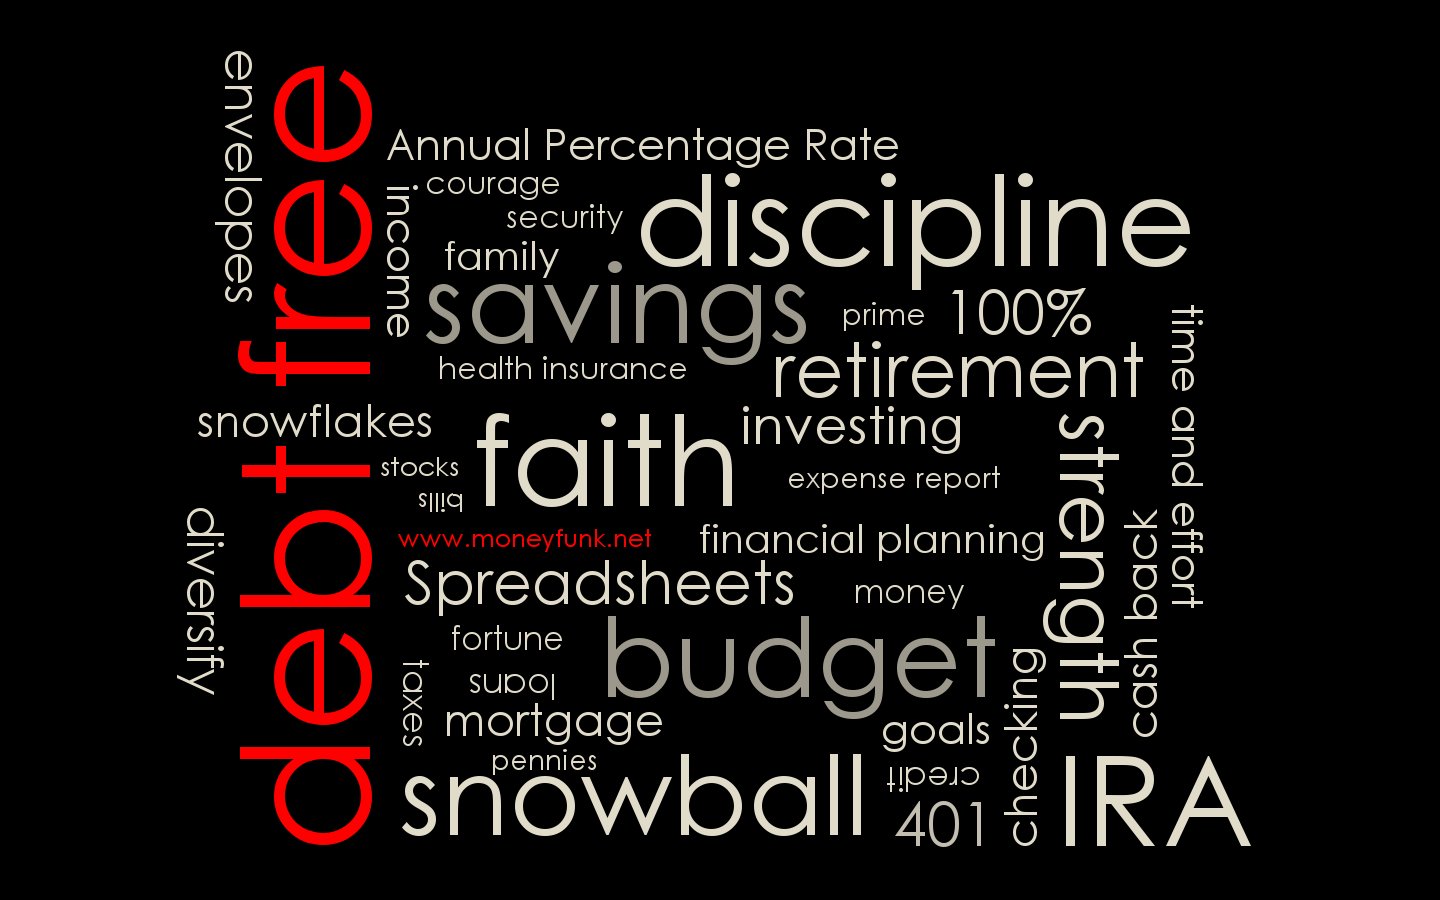 envelopes
debt free
Annual Percentage Rate
income
courage
security
discipline
family
savings
prime
100%
time and effort
health insurance
retirement
snowflakes
faith
investing
strength
stocks
expense report
bills
diversify
www.moneyfunk.net
financial planning
cash back
Spreadsheets
money
fortune
budget
taxes
loans
checking
mortgage
goals
pennies
snowball
credit
401
IRA